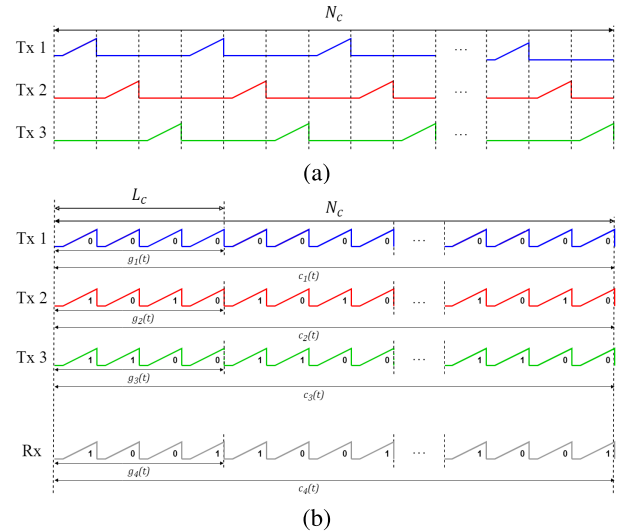 N_c
Tx 1
...
Tx 2
...
Tx 3
...
(a)
L_c
N_c
Tx 1 0 0 0 0 0 0 0 0 ... 0 0 0 0
g_1(t)
c_1(t)
Tx 2 1 0 1 0 1 0 1 0 ... 1 0 1 0
g_2(t)
c_2(t)
Tx 3 1 1 0 0 1 1 0 0 ... 1 1 0 0
g_3(t)
c_3(t)
Rx 1 0 0 1 1 0 0 1 ... 1 0 0 1
g_4(t)
c_4(t)
(b)